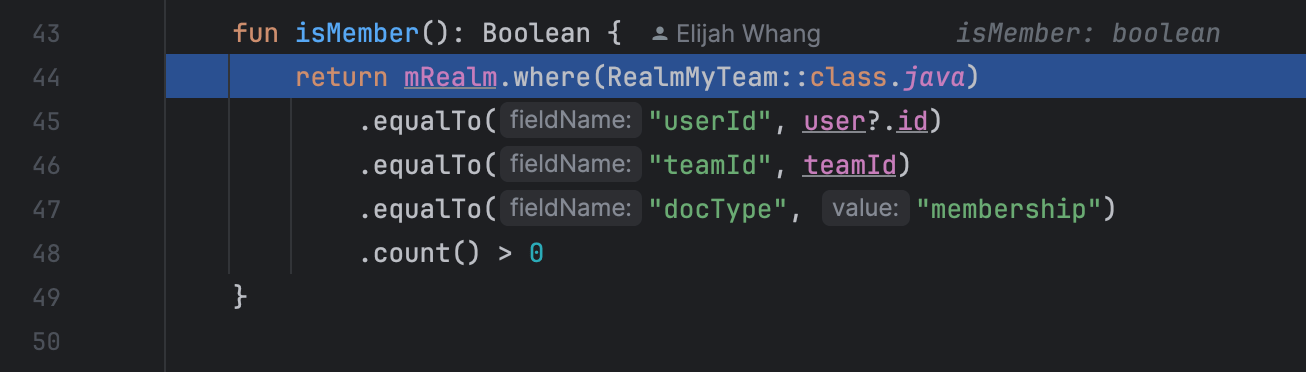 43 fun isMember(): Boolean { Elijah Whang isMember: boolean
44 return mRealm.where(RealmMyTeam::class.java)
45 .equalTo( fieldName: "userId", user?.id)
46 .equalTo( fieldName: "teamId", teamId)
47 .equalTo( fieldName: "docType", value: "membership")
48 .count() > 0
49 }
50